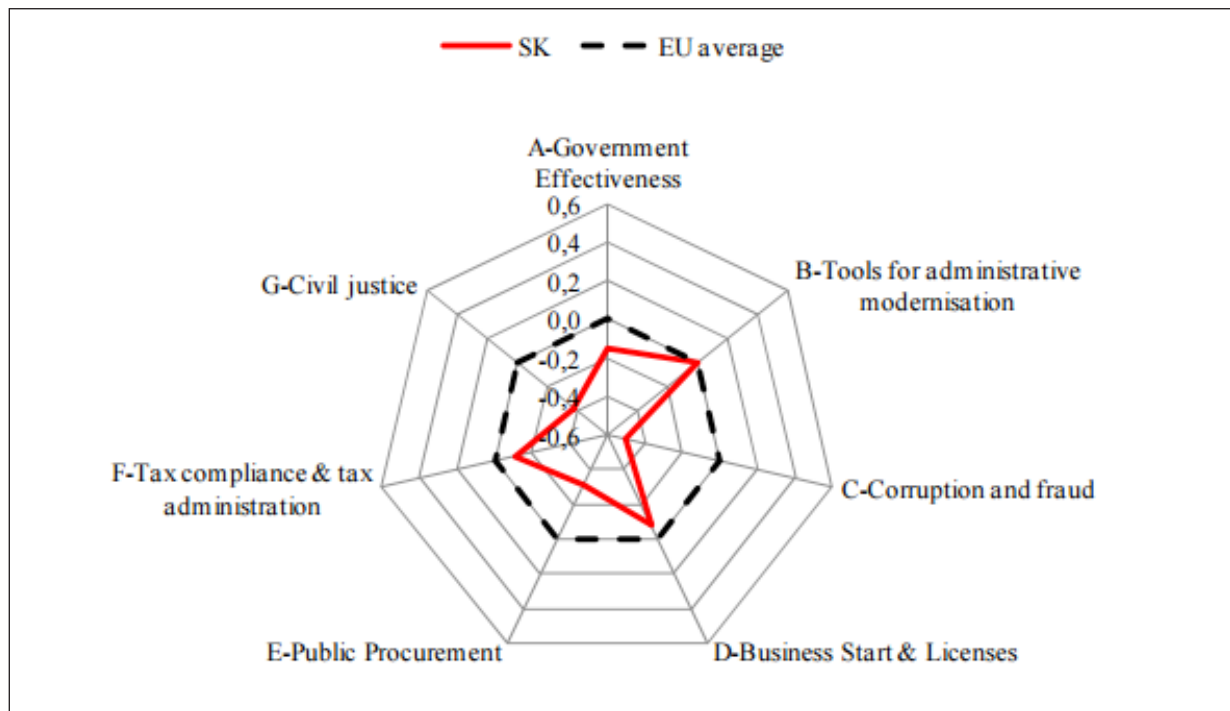 SK EU average
A-Government
Effectiveness
0,6
0,4
0,2
0,0
-0,2
-0,4
-0,6
B-Tools for administrative
modernisation
C-Corruption and fraud
D-Business Start & Licenses
E-Public Procurement
F-Tax compliance & tax
administration
G-Civil justice